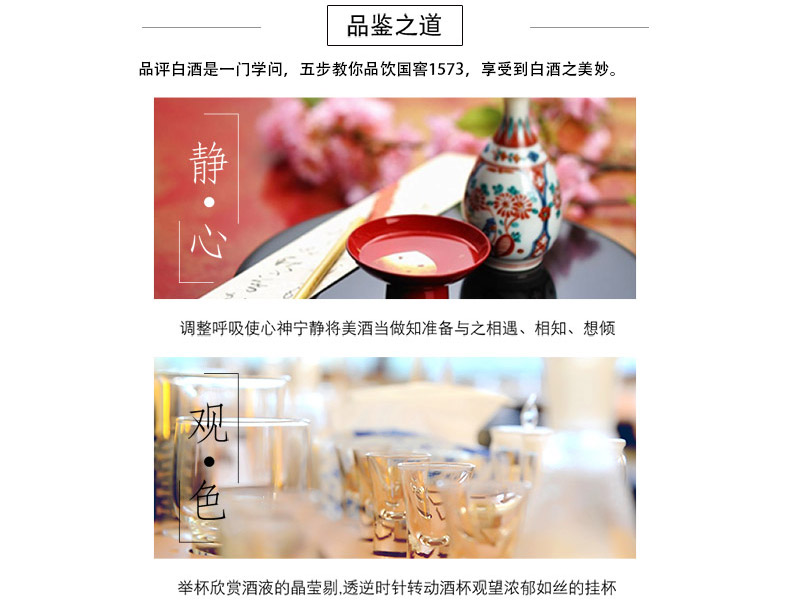 品鉴之道
品评白酒是一门学问，五步教你品饮国窖1573，享受到白酒之美妙。
静·心
调整呼吸使心神宁静将美酒当做知准备与之相遇、相知、想倾
观·色
举杯欣赏酒液的晶莹剔,透逆时针转动酒杯观望浓郁如丝的挂杯